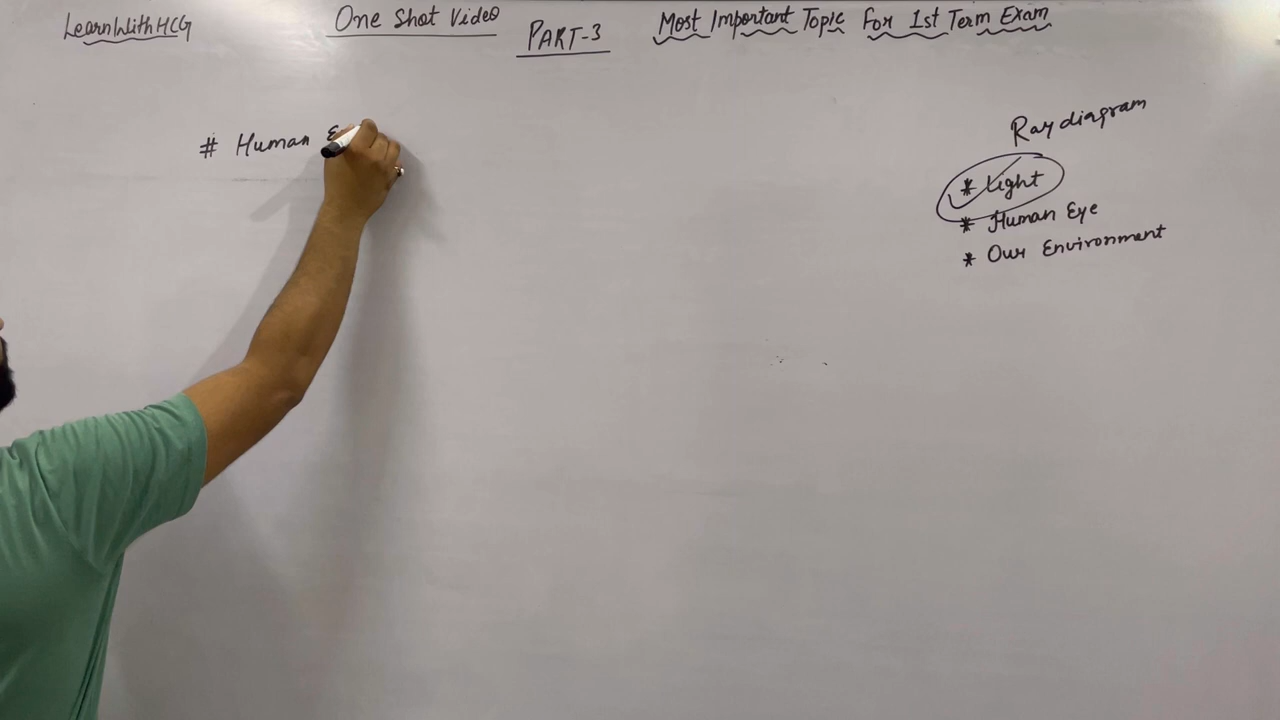 LearnWithHCG
One Shot Video
PART-3
Most Important Topic For 1st Term Exam
# Human E
Ray diagram
* Light
* Human Eye
* Our Environment